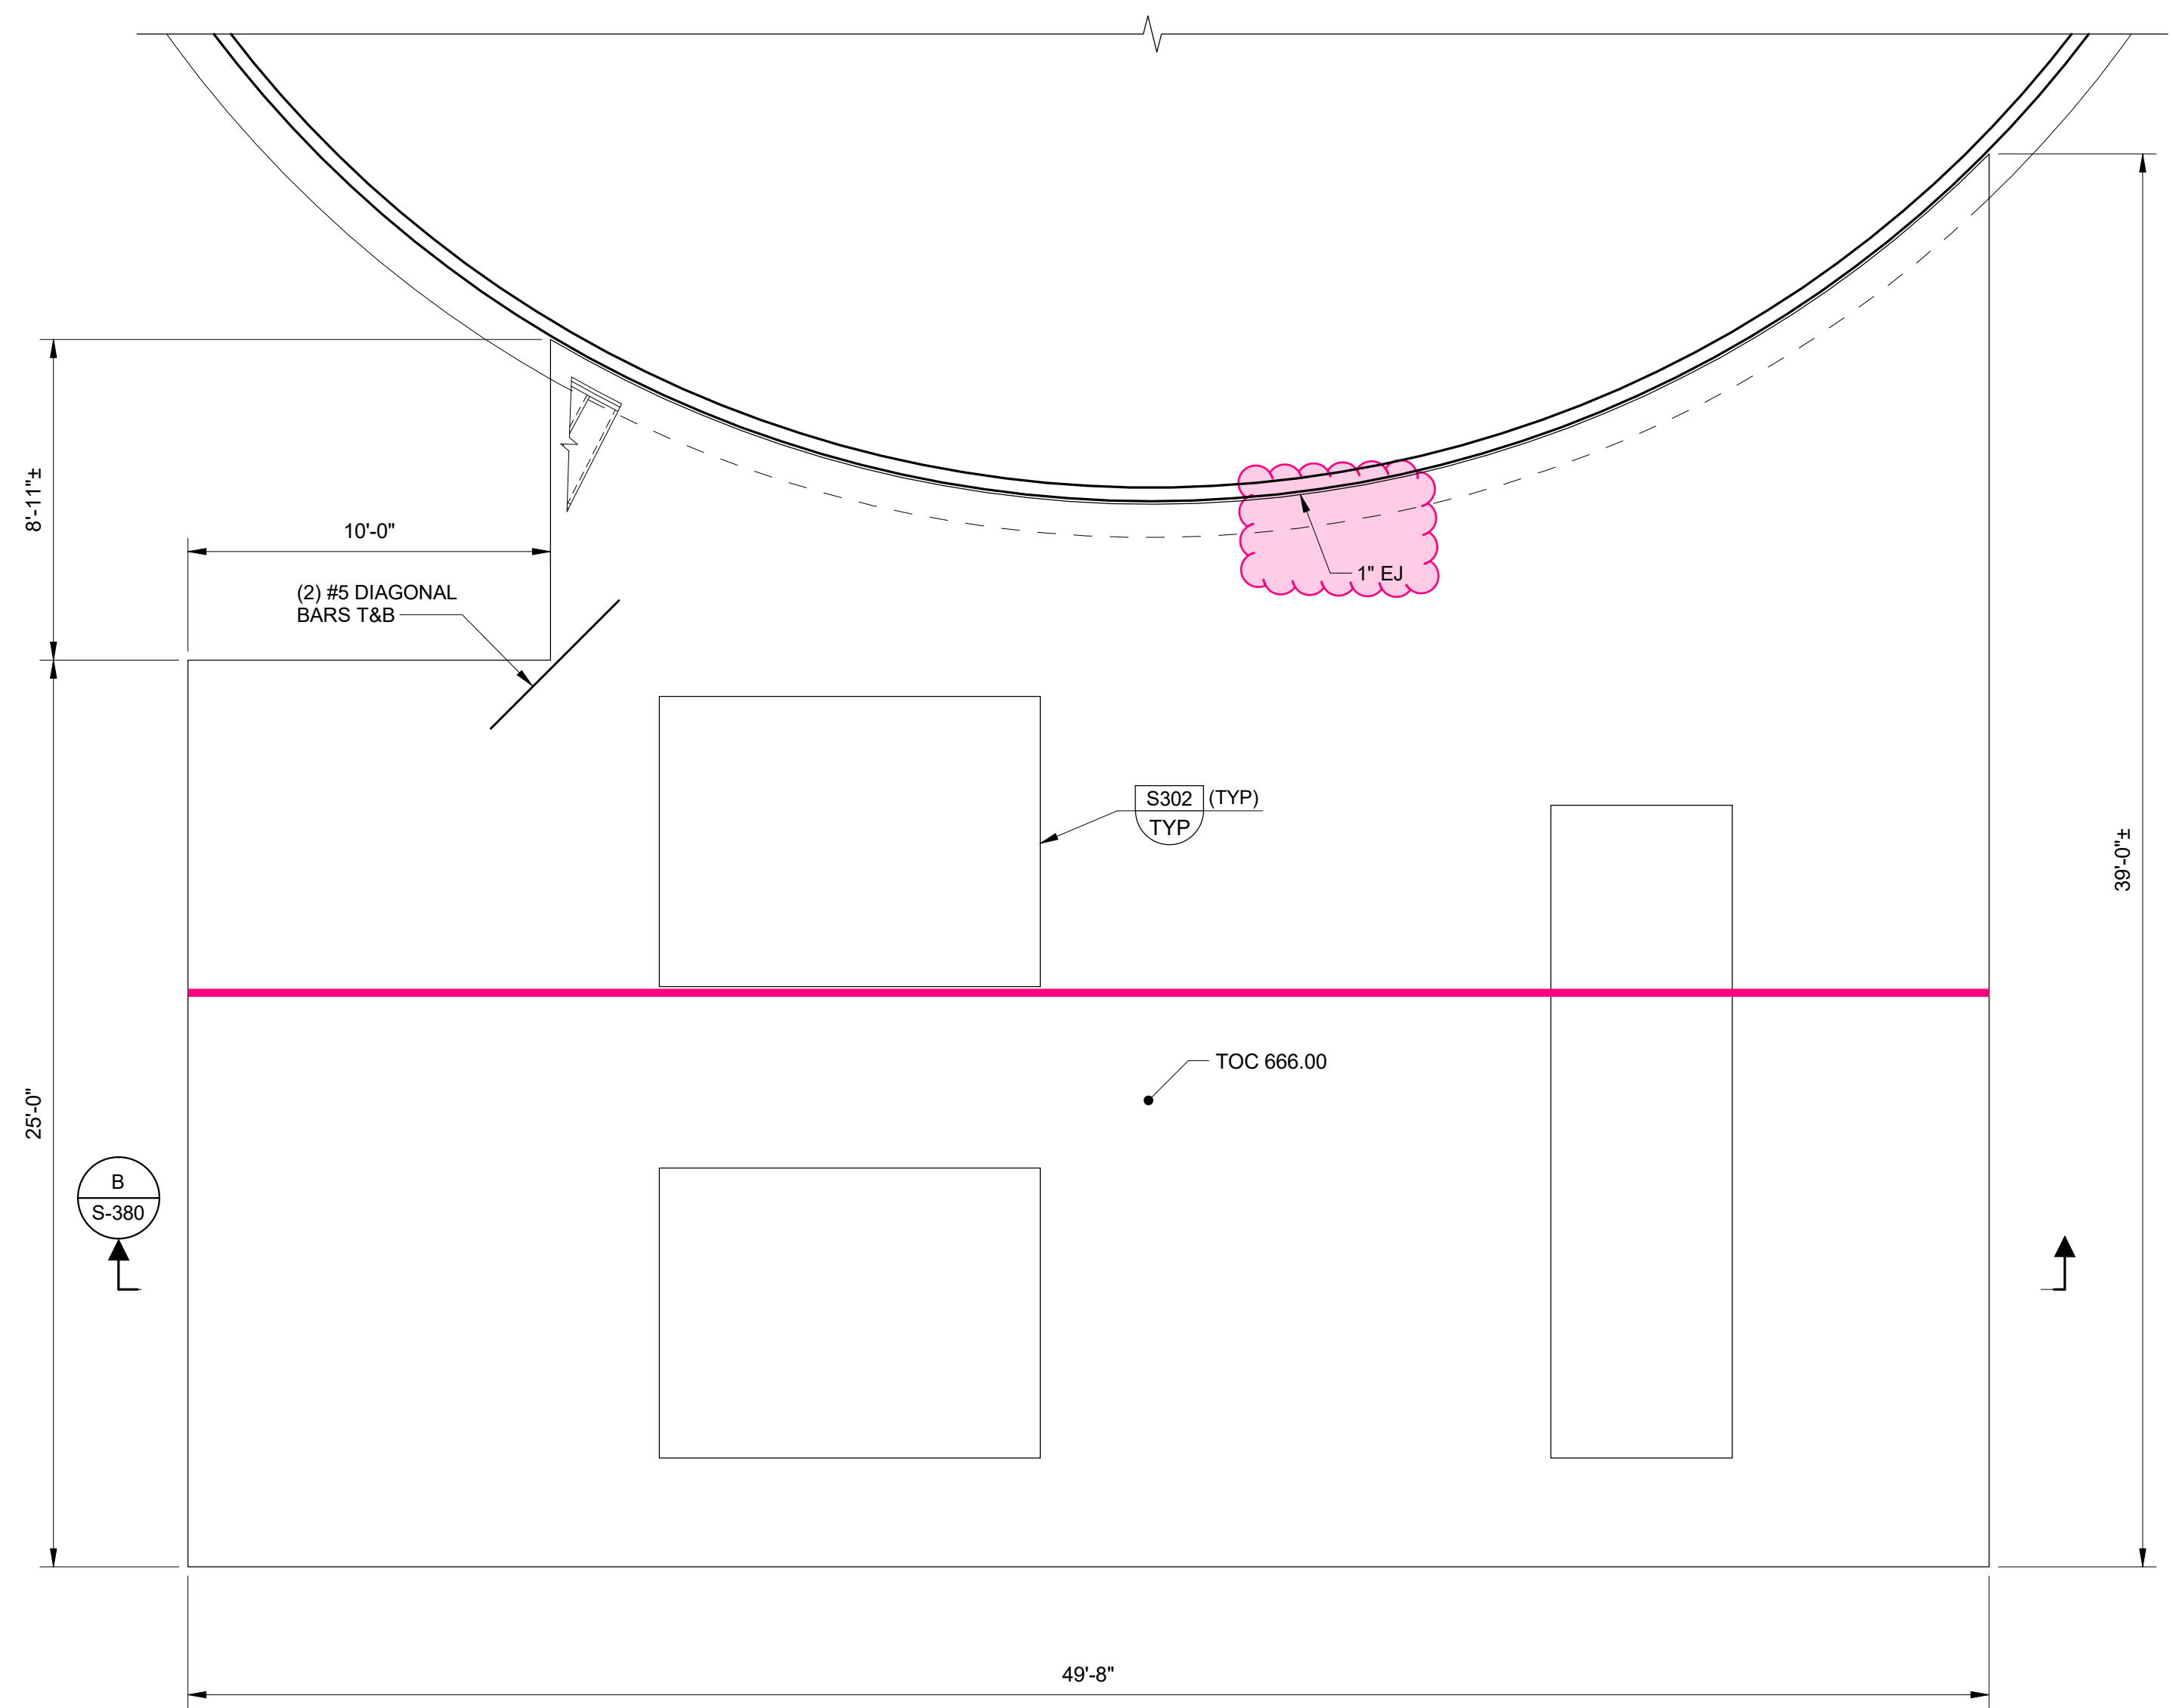 8'-11"±
10'-0"
(2) #5 DIAGONAL
BARS T&B
1" EJ
S302 (TYP)
TYP
39'-0"±
TOC 666.00
25'-0"
B
S-380
49'-8"